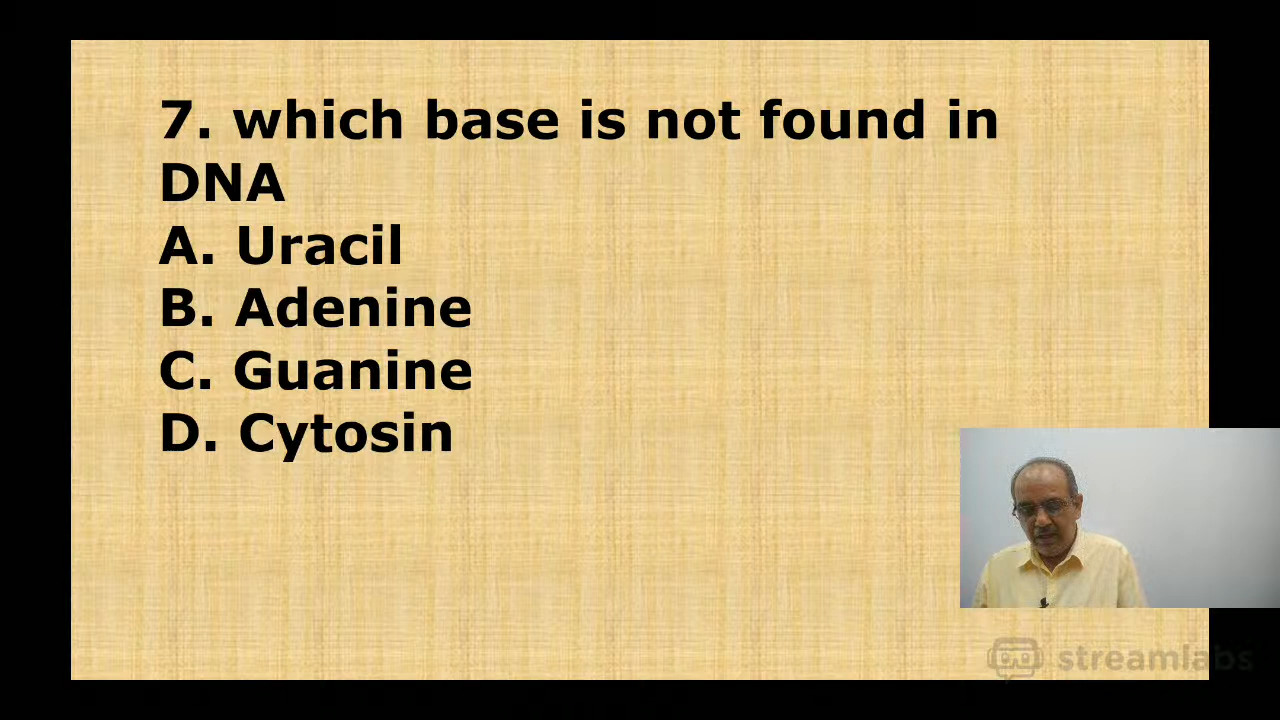 7. which base is not found in
DNA
A. Uracil
B. Adenine
C. Guanine
D. Cytosin
streamlabs